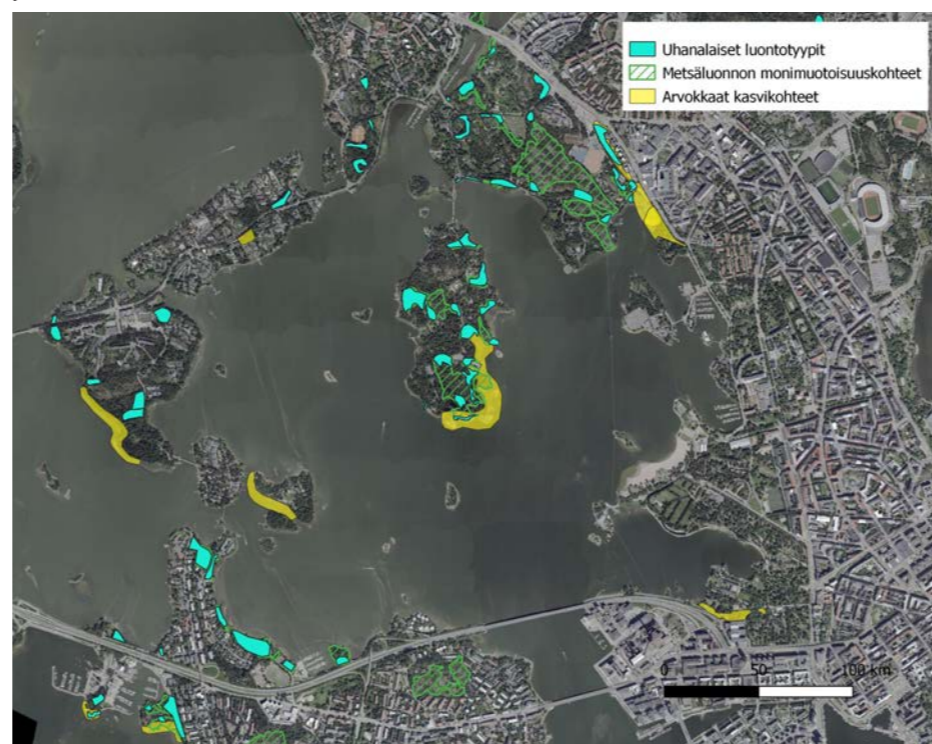 Uhanalaiset luontotyypit
Metsäluonnon monimuotoisuuskohteet
Arvokkaat kasvikohteet
0 50 100 km